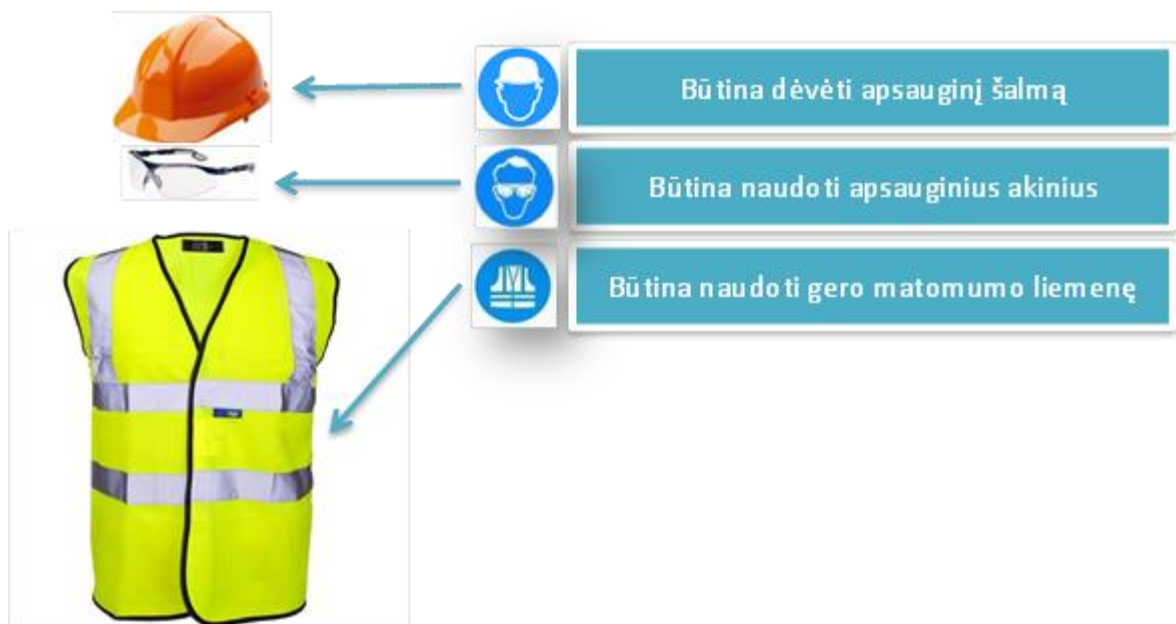 Būtina dėvėti apsauginį šalmą
Būtina naudoti apsauginius akinius
Būtina naudoti gero matomumo liemenę